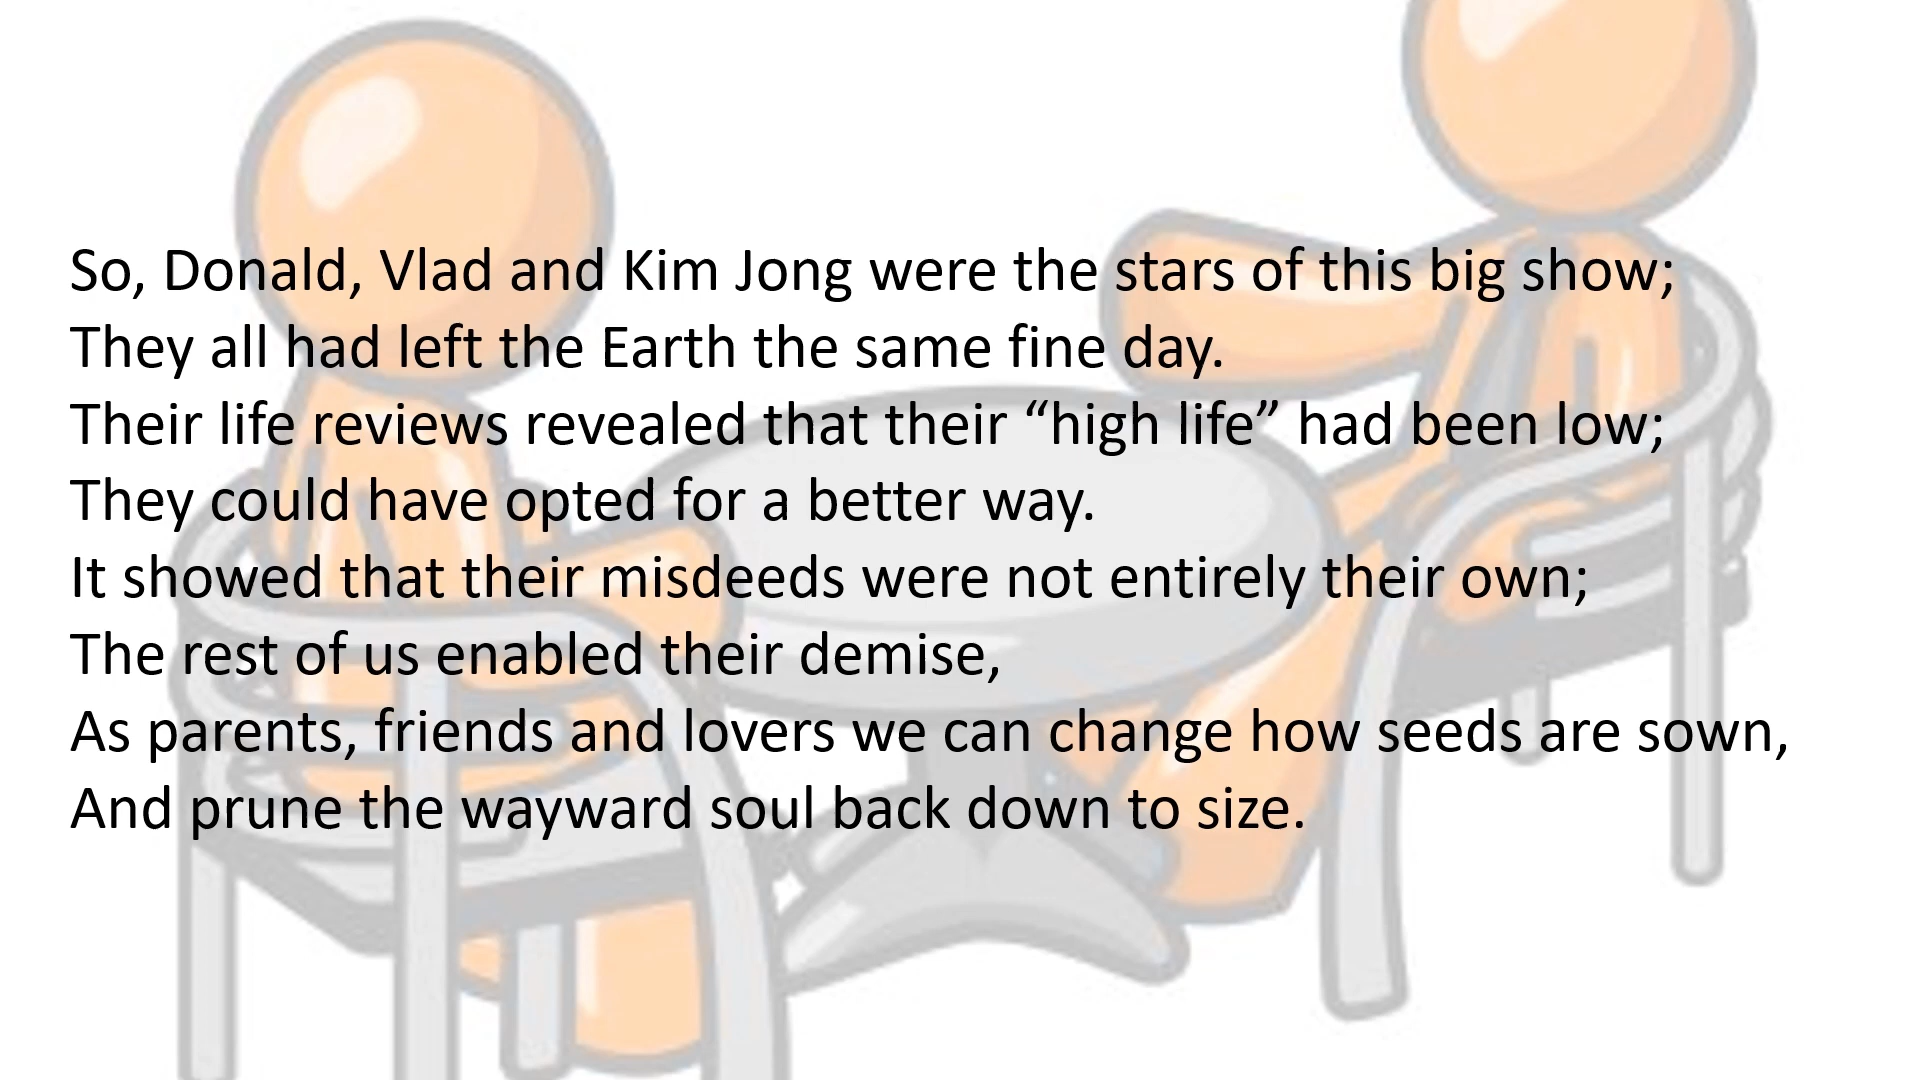 So, Donald, Vlad and Kim Jong were the stars of this big show;
They all had left the Earth the same fine day.
Their life reviews revealed that their “high life” had been low;
They could have opted for a better way.
It showed that their misdeeds were not entirely their own;
The rest of us enabled their demise,
As parents, friends and lovers we can change how seeds are sown,
And prune the wayward soul back down to size.